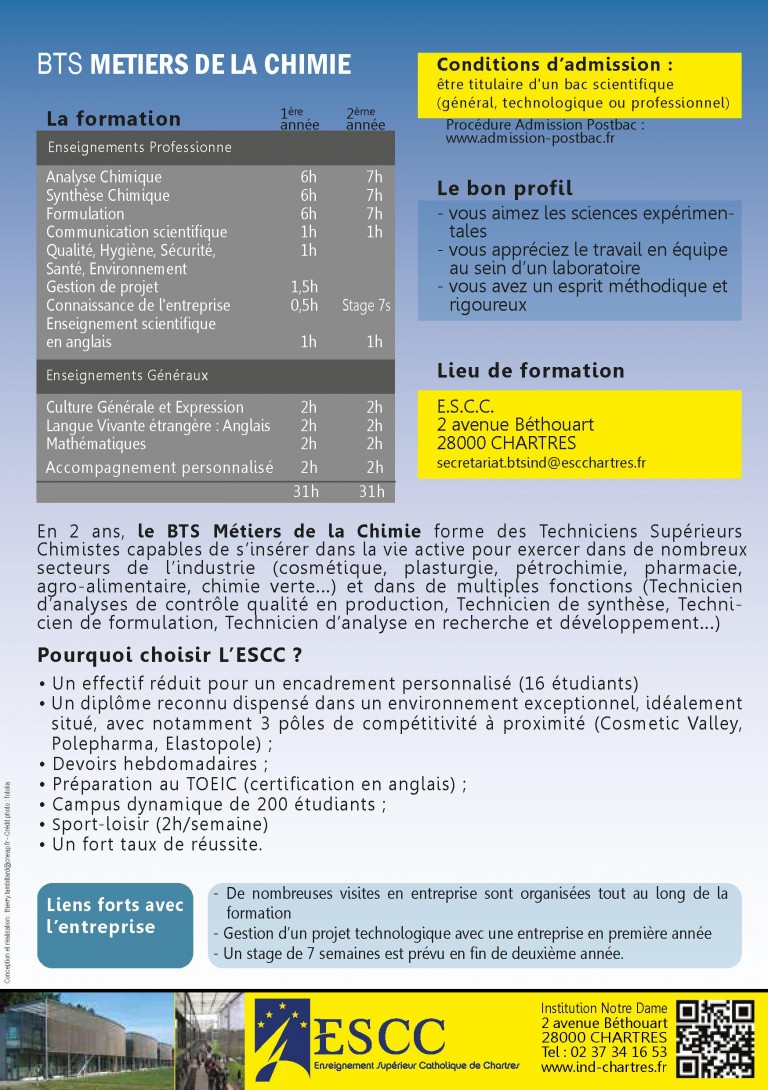 BTS METIERS DE LA CHIMIE
La formation 1ère année 2ème année
Enseignements Professionne
Analyse Chimique 6h 7h
Synthèse Chimique 6h 7h
Formulation 6h 7h
Communication scientifique 1h 1h
Qualité, Hygiène, Sécurité, 1h
Santé, Environnement
Gestion de projet 1,5h
Connaissance de l'entreprise 0,5h Stage 7s
Enseignement scientifique
en anglais 1h 1h
Enseignements Généraux
Culture Générale et Expression 2h 2h
Langue Vivante étrangère : Anglais 2h 2h
Mathématiques 2h 2h
Accompagnement personnalisé 2h 2h
31h 31h
Conditions d’admission :
être titulaire d'un bac scientifique
(général, technologique ou professionnel)
Procédure Admission Postbac :
www.admission-postbac.fr
Le bon profil
- vous aimez les sciences expérimen-
tales
- vous appréciez le travail en équipe
au sein d’un laboratoire
- vous avez un esprit méthodique et
rigoureux
Lieu de formation
E.S.C.C.
2 avenue Béthouart
28000 CHARTRES
secretariat.btsind@escchartres.fr
En 2 ans, le BTS Métiers de la Chimie forme des Techniciens Supérieurs
Chimistes capables de s’insérer dans la vie active pour exercer dans de nombreux
secteurs de l’industrie (cosmétique, plasturgie, pétrochimie, pharmacie,
agro-alimentaire, chimie verte...) et dans de multiples fonctions (Technicien
d’analyses de contrôle qualité en production, Technicien de synthèse, Techni-
cien de formulation, Technicien d’analyse en recherche et développement...)
Pourquoi choisir L’ESCC ?
• Un effectif réduit pour un encadrement personnalisé (16 étudiants)
• Un diplôme reconnu dispensé dans un environnement exceptionnel, idéalement
situé, avec notamment 3 pôles de compétitivité à proximité (Cosmetic Valley,
Polepharma, Elastopole) ;
• Devoirs hebdomadaires ;
• Préparation au TOEIC (certification en anglais) ;
• Campus dynamique de 200 étudiants ;
• Sport-loisir (2h/semaine)
• Un fort taux de réussite.
Liens forts avec
l’entreprise
- De nombreuses visites en entreprise sont organisées tout au long de la
formation
- Gestion d’un projet technologique avec une entreprise en première année
- Un stage de 7 semaines est prévu en fin de deuxième année.
Conception et réalisation : thierry.lambillard@oneap.fr - Crédit photo : fotolia
ESCC
Enseignement Supérieur Catholique de Chartres
Institution Notre Dame
2 avenue Béthouart
28000 CHARTRES
Tel : 02 37 34 16 53
www.ind-chartres.fr